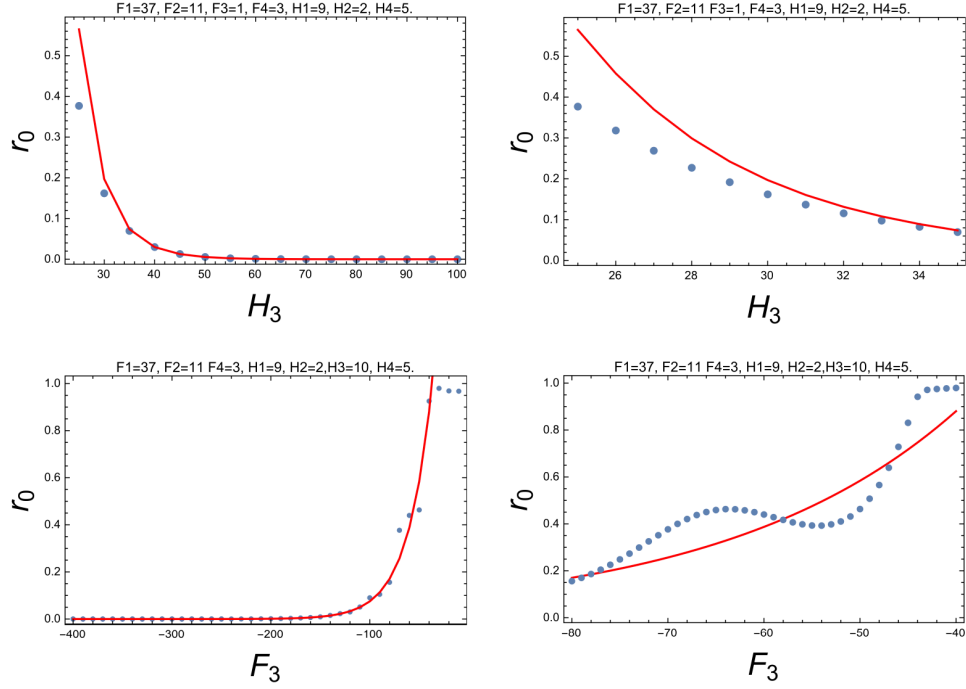 F1=37, F2=11, F3=1, F4=3, H1=9, H2=2, H4=5.
r0
0.5
0.4
0.3
0.2
0.1
0.0
30 40 50 60 70 80 90 100
H3
F1=37, F2=11 F3=1, F4=3, H1=9, H2=2, H4=5.
r0
0.5
0.4
0.3
0.2
0.1
0.0
26 28 30 32 34
H3
F1=37, F2=11 F4=3, H1=9, H2=2,H3=10, H4=5.
r0
1.0
0.8
0.6
0.4
0.2
0.0
−400 −300 −200 −100
F3
F1=37, F2=11 F4=3, H1=9, H2=2,H3=10, H4=5.
r0
1.0
0.8
0.6
0.4
0.2
0.0
−80 −70 −60 −50 −40
F3